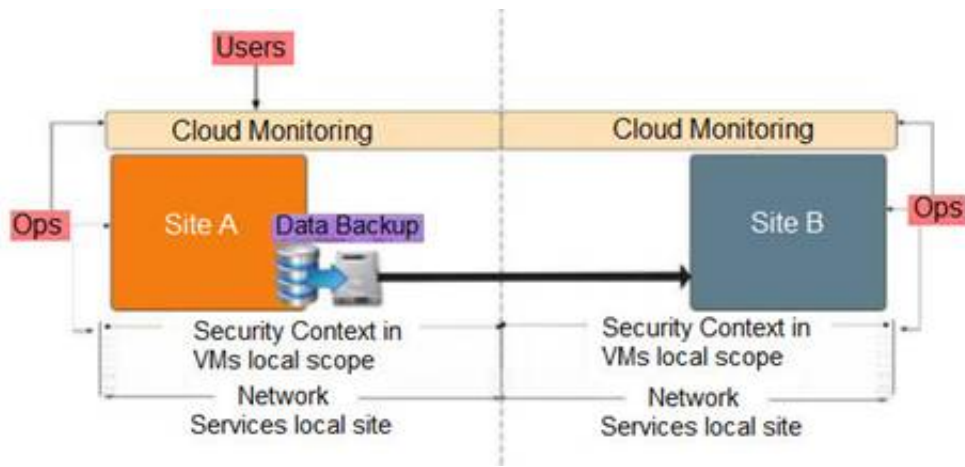 Users
Cloud Monitoring
Cloud Monitoring
Ops
Site A
Data Backup
Site B
Ops
Security Context in
VMs local scope
Security Context in
VMs local scope
Network
Services local site
Network
Services local site